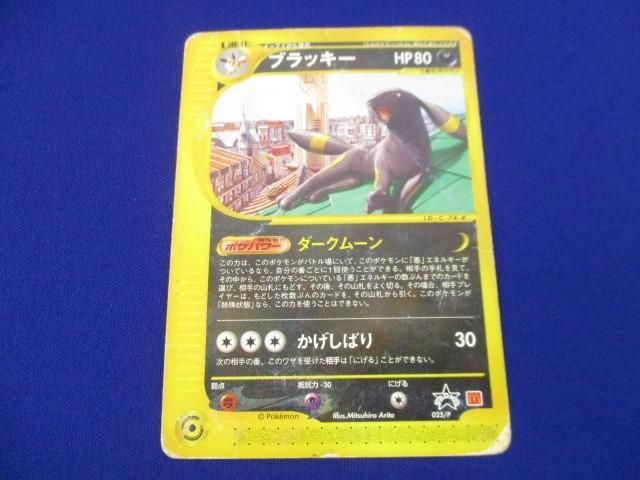 1進化
ブラッキー HP80
ID.C.74.#
ポケパワー ダークムーン
この力は、このポケモンがバトル場にいて、このポケモンに「悪」エネルギーが
ついているなら、自分の番ごとに1回使うことができる。相手の手札を見て、
その中から、このポケモンについている「悪」エネルギーの数ぶんまでのカードを
選び、相手の山札にもどす。その後、その山札をよく切る。その場合、相手プレ
イヤーは、もどした枚数ぶんのカードを、その山札から引く。このポケモンが
「特殊状態」なら、この力は使うことはできない。
かげしばり 30
次の相手の番、このワザを受けた相手は「にげる」ことができない。
弱点 抵抗力 -30 にげる
©Pokémon Illus.Mitsuhiro Arita 025/P